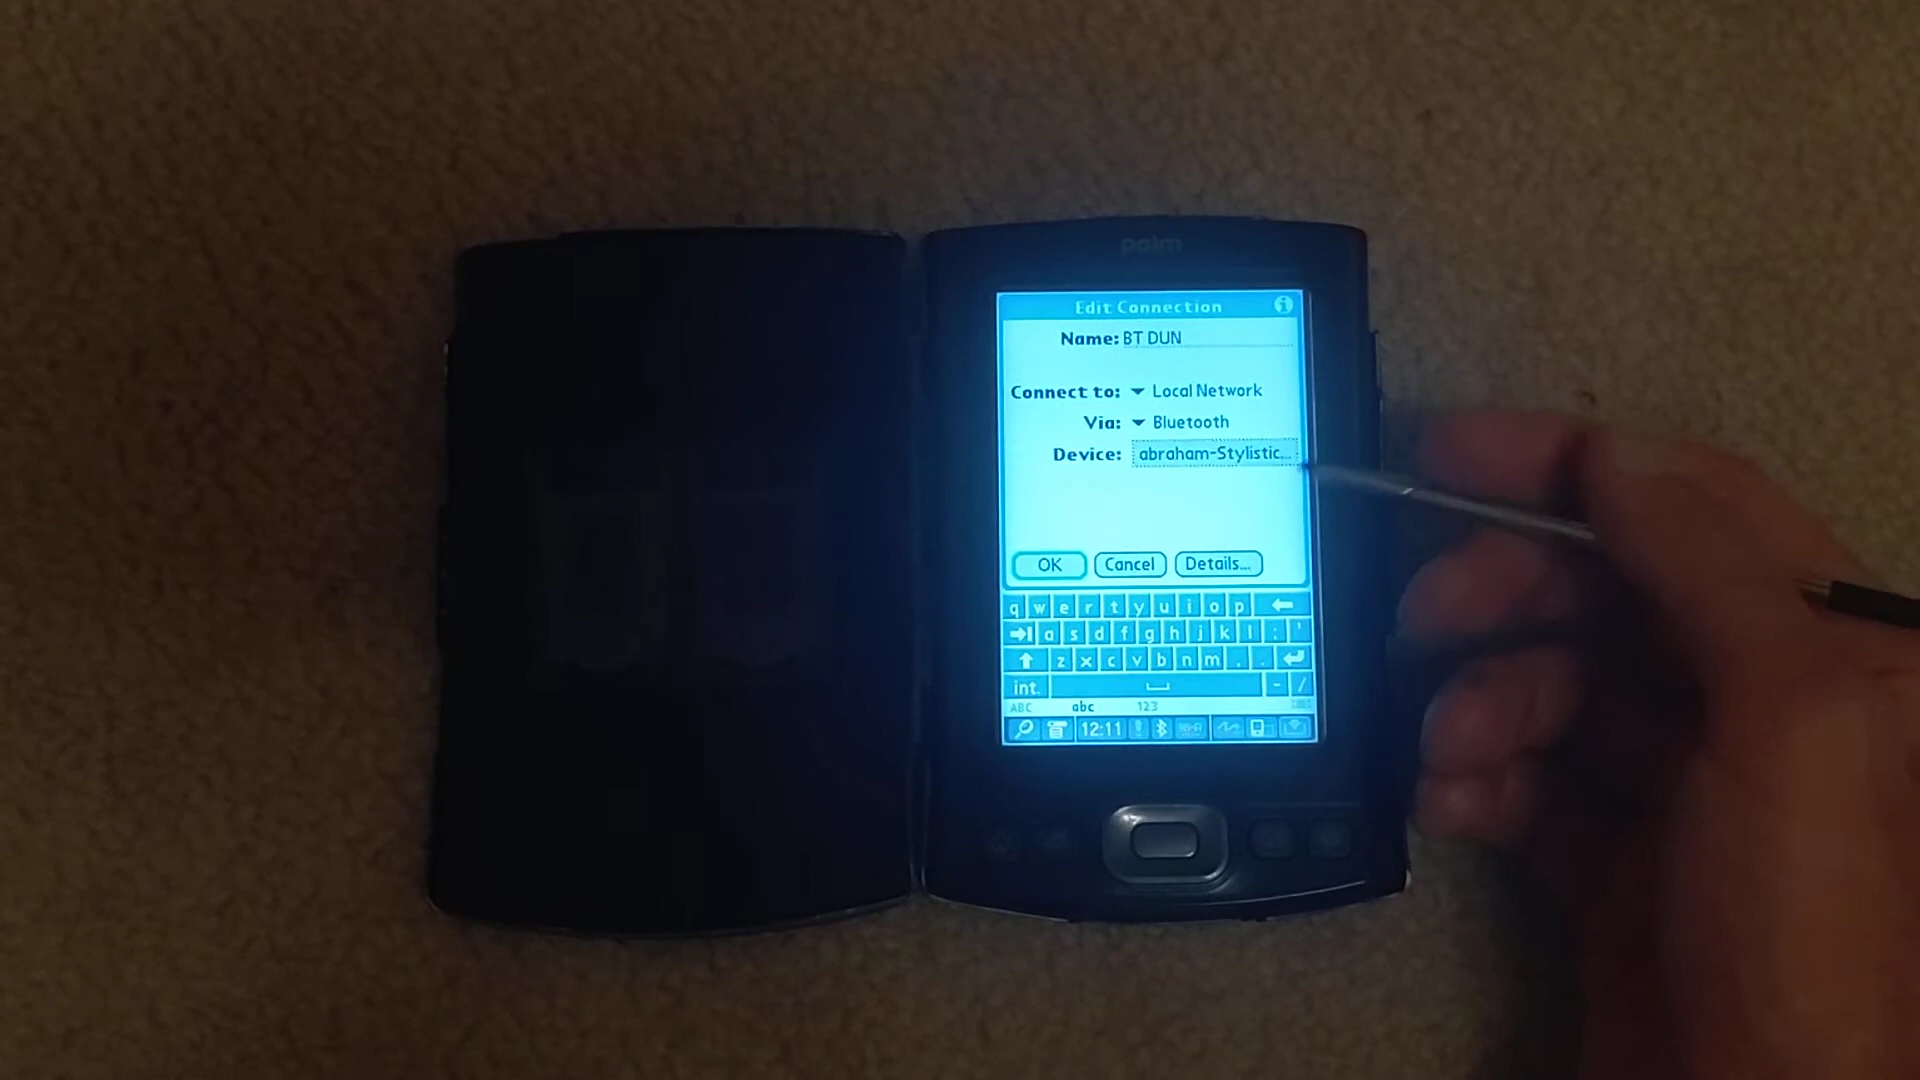 palm
Edit Connection
Name: BT DUN
Connect to: Local Network
Via: Bluetooth
Device: abraham-Stylistic...
OK Cancel Details...
q w e r t y u i o p
a s d f g h j k l ; '
z x c v b n m , .
int. - /
ABC abc 123
12:11